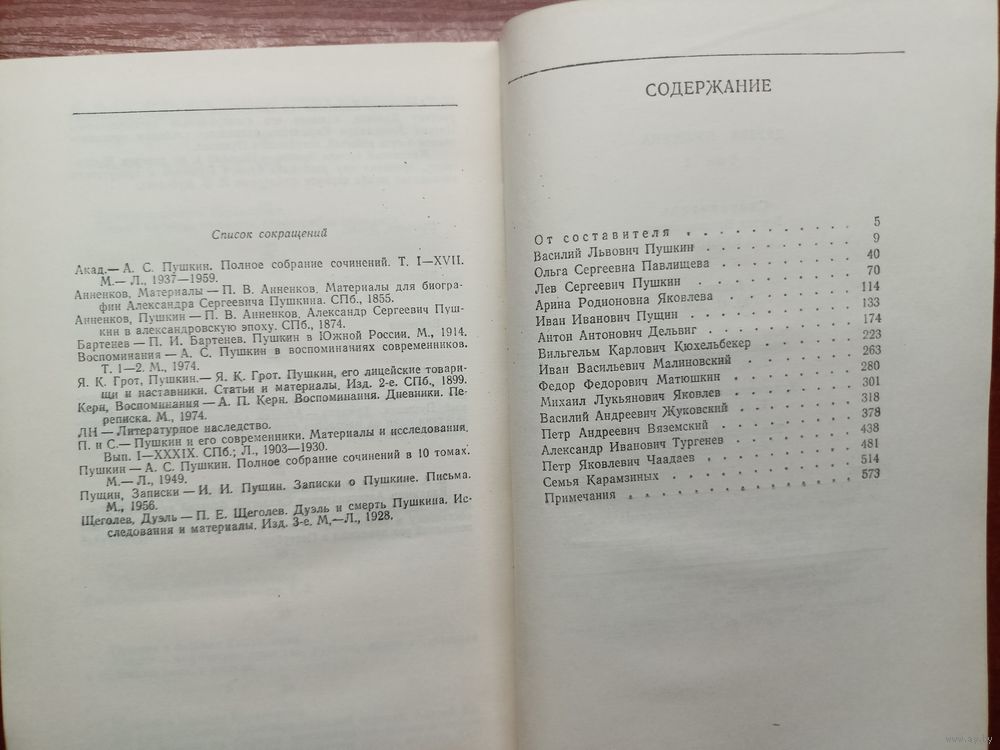 Список сокращений
Акад.— А. С. Пушкин. Полное собрание сочинений. Т. I—XVII.
М.— Л., 1937—1959.
Анненков, Материалы — П. В. Анненков. Материалы для биогра-
фии Александра Сергеевича Пушкина. СПб., 1855.
Анненков, Пушкин — П. В. Анненков. Александр Сергеевич Пуш-
кин в александровскую эпоху. СПб., 1874.
Бартенев — П. И. Бартенев. Пушкин в Южной России. М., 1914.
Воспоминания — А. С. Пушкин в воспоминаниях современников.
Т. 1—2. М., 1974.
Я. К. Грот, Пушкин.— Я. К. Грот. Пушкин, его лицейские товари-
щи и наставники. Статьи и материалы. Изд. 2-е. СПб., 1899.
Керн, Воспоминания — А. П. Керн. Воспоминания. Дневники. Пе-
реписка. М., 1974.
ЛН — Литературное наследство.
П. и С.— Пушкин и его современники. Материалы и исследования.
Вып. I—XXXIX. СПб.; Л., 1903—1930.
Пушкин — А. С. Пушкин. Полное собрание сочинений в 10 томах.
М.— Л., 1949.
Пущин, Записки — И. И. Пущин. Записки о Пушкине. Письма.
М., 1956.
Щеголев, Дуэль — П. Е. Щеголев. Дуэль и смерть Пушкина. Ис-
следования и материалы. Изд. 3-е. М.—Л., 1928.
СОДЕРЖАНИЕ
От составителя . . . . . . . . . 5
Василий Львович Пушкин . . . . . . . . 9
Ольга Сергеевна Павлищева . . . . . . . 40
Лев Сергеевич Пушкин . . . . . . . . 70
Арина Родионовна Яковлева . . . . . . . 114
Иван Иванович Пущин . . . . . . . . 133
Антон Антонович Дельвиг . . . . . . . 174
Вильгельм Карлович Кюхельбекер . . . . . . 223
Иван Васильевич Малиновский . . . . . . 263
Федор Федорович Матюшкин . . . . . . . 280
Михаил Лукьянович Яковлев . . . . . . . 301
Василий Андреевич Жуковский . . . . . . 318
Петр Андреевич Вяземский . . . . . . . 378
Александр Иванович Тургенев . . . . . . 438
Петр Яковлевич Чаадаев . . . . . . . . 481
Семья Карамзиных . . . . . . . . . 514
Примечания . . . . . . . . . . 573
www.ay.by